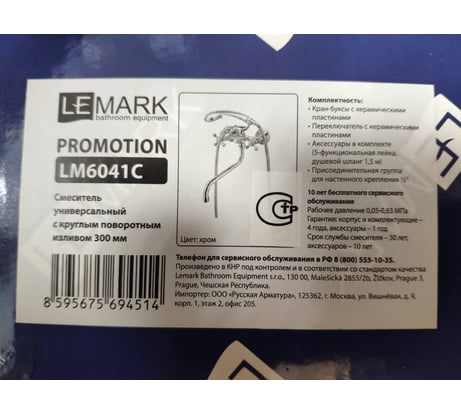 LEMARK
bathroom equipment
PROMOTION
LM6041C
Смеситель
универсальный
с круглым поворотным
изливом 300 мм
8 595675 694514
Цвет: хром
Комплектность:
• Кран-буксы с керамическими
пластинами
• Переключатель с керамическими
пластинами
• Аксессуары в комплекте
(5-функциональная лейка,
душевой шланг 1,5 м)
• Присоединительная группа
для настенного крепления ½"
10 лет бесплатного сервисного
обслуживания
Рабочее давление 0,05-0,63 МПа
Гарантия: корпус и комплектующие -
4 года, аксессуары – 1 год
Срок службы смесителя – 30 лет,
аксессуаров – 10 лет
Телефон для сервисного обслуживания в РФ 8 (800) 555-10-35.
Произведено в КНР под контролем и в соответствии со стандартом качества
Lemark Bathroom Equipment s.r.o., 130 00, Malešická 2855/2b, Žižkov, Prague 3,
Prague, Чешская Республика.
Импортер: ООО «Русская Арматура», 125362, г. Москва, ул. Вишнёвая, д. 9,
корп. 1, этаж 2, офис 205.